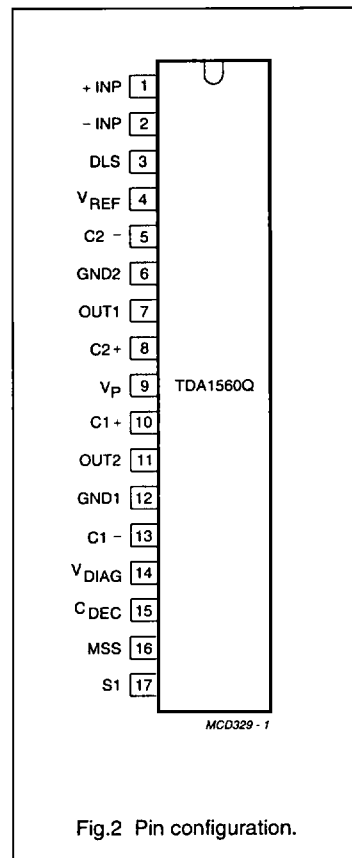 + INP 1
− INP 2
DLS 3
VREF 4
C2 − 5
GND2 6
OUT1 7
C2+ 8
VP 9 TDA1560Q
C1 + 10
OUT2 11
GND1 12
C1 − 13
VDIAG 14
CDEC 15
MSS 16
S1 17
MCD329 - 1
Fig.2 Pin configuration.